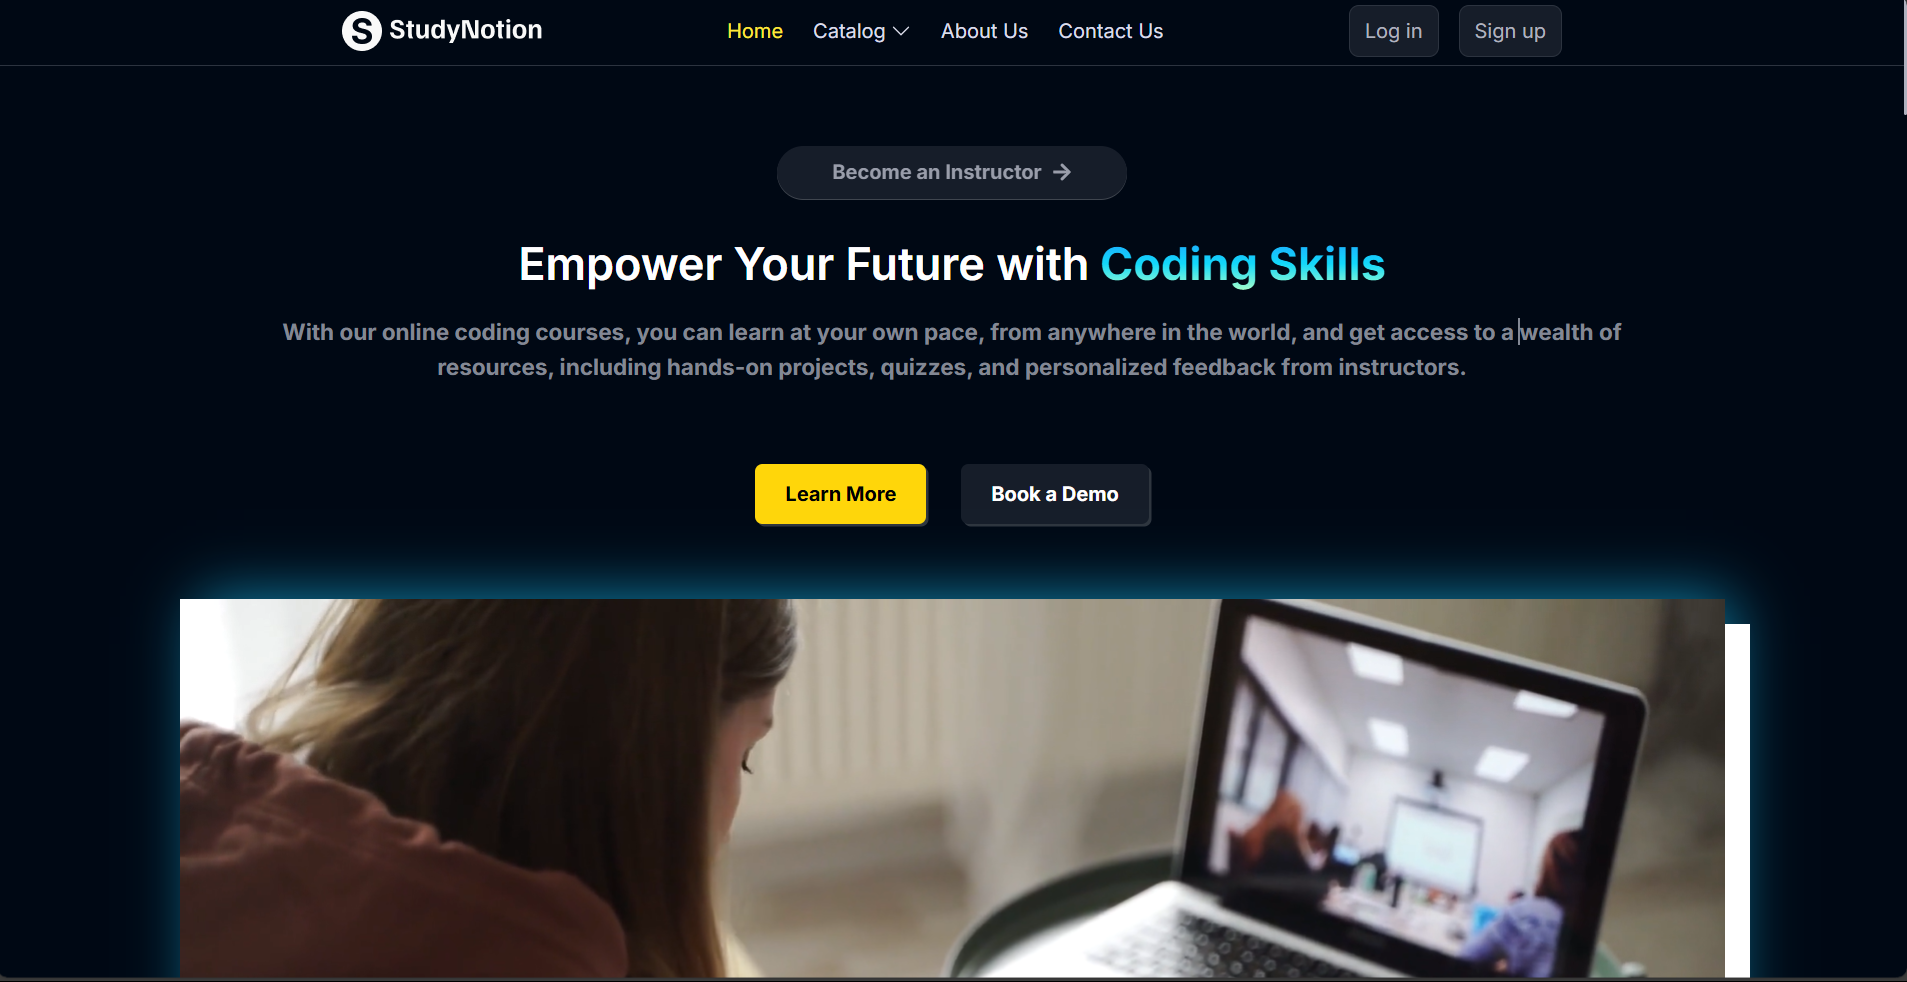 StudyNotion
Home Catalog About Us Contact Us
Log in Sign up
Become an Instructor →
Empower Your Future with Coding Skills
With our online coding courses, you can learn at your own pace, from anywhere in the world, and get access to a wealth of
resources, including hands-on projects, quizzes, and personalized feedback from instructors.
Learn More Book a Demo